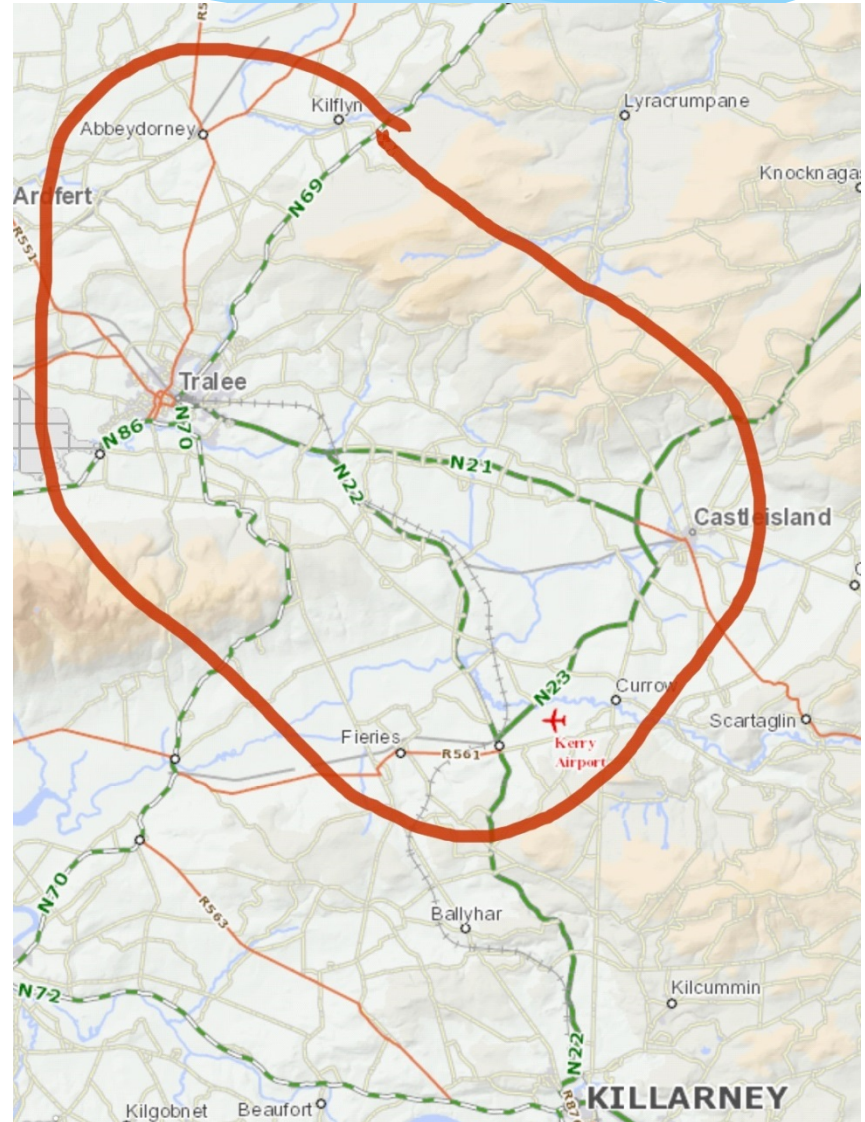 R5
Kilflyn
Lyracrumpane
Abbeydorney
Knocknagas
Ardfert
N69
R551
Tralee
N86
N70
N21
N22
Castleisland
N23
Currow
Fieries
Kerry
Airport
R561
Scartaglin
N70
R563
Ballyhar
N72
Kilcummin
N22
KILLARNEY
Kilgobnet
Beaufort